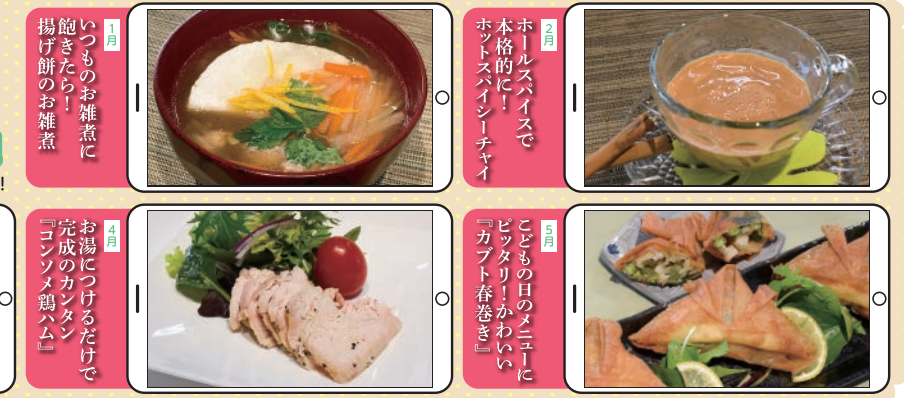 1月
いつものお雑煮に
飽きたら！
揚げ餅のお雑煮
2月
ホールスパイスで
本格的に！
ホットスパイシーチャイ
4月
お湯につけるだけで
完成のカンタン
『コンソメ鶏ハム』
5月
こどもの日のメニューに
ピッタリ！かわいい
『カブト春巻き』
!